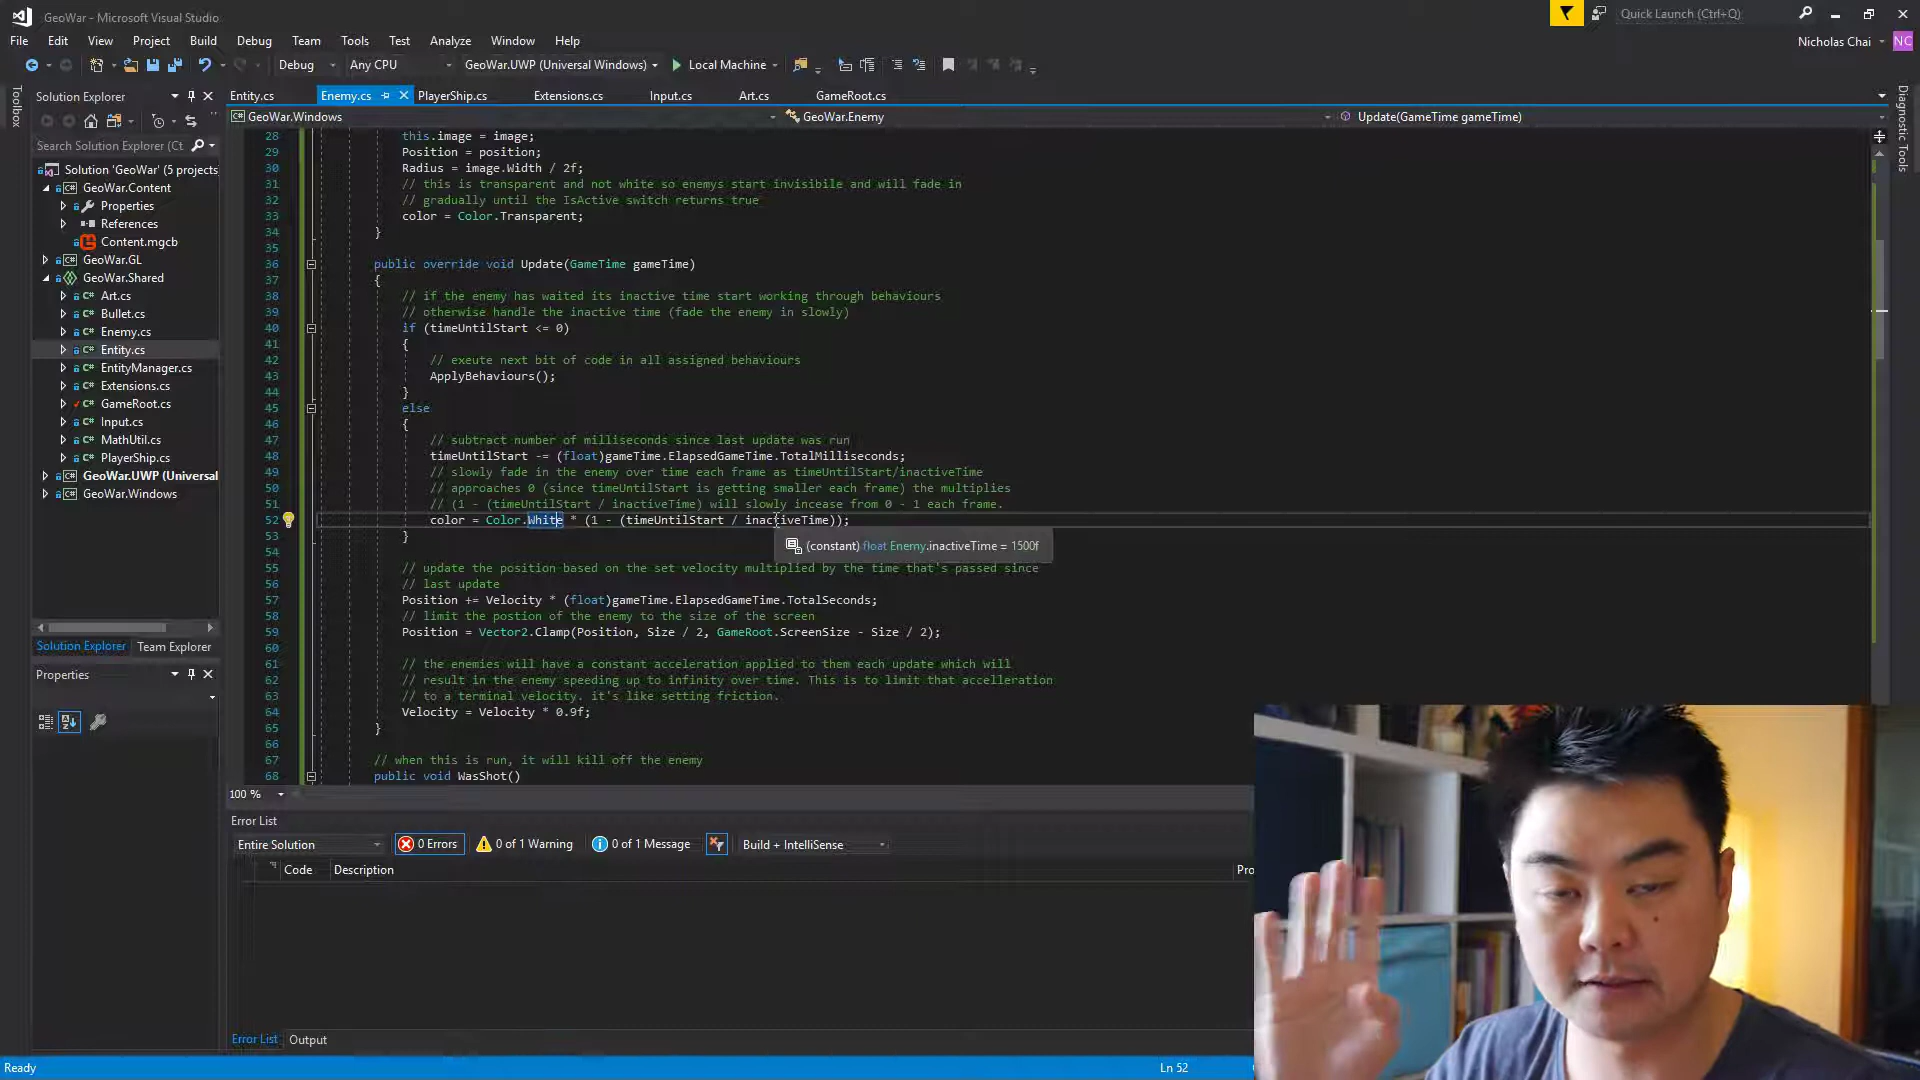 GeoWar - Microsoft Visual Studio
Quick Launch (Ctrl+Q)
File Edit View Project Build Debug Team Tools Test Analyze Window Help
Nicholas Chai NC
Debug Any CPU GeoWar.UWP (Universal Windows) Local Machine
Toolbox
Solution Explorer
Search Solution Explorer (Ct
Solution 'GeoWar' (5 projects
GeoWar.Content
Properties
References
Content.mgcb
GeoWar.GL
GeoWar.Shared
Art.cs
Bullet.cs
Enemy.cs
Entity.cs
EntityManager.cs
Extensions.cs
GameRoot.cs
Input.cs
MathUtil.cs
PlayerShip.cs
GeoWar.UWP (Universal
GeoWar.Windows
Solution Explorer Team Explorer
Properties
Entity.cs Enemy.cs PlayerShip.cs Extensions.cs Input.cs Art.cs GameRoot.cs
GeoWar.Windows GeoWar.Enemy Update(GameTime gameTime)
28 this.image = image;
29 Position = position;
30 Radius = image.Width / 2f;
31 // this is transparent and not white so enemys start invisibile and will fade in
32 // gradually until the IsActive switch returns true
33 color = Color.Transparent;
34 }
35
36 public override void Update(GameTime gameTime)
37 {
38 // if the enemy has waited its inactive time start working through behaviours
39 // otherwise handle the inactive time (fade the enemy in slowly)
40 if (timeUntilStart <= 0)
41 {
42 // exeute next bit of code in all assigned behaviours
43 ApplyBehaviours();
44 }
45 else
46 {
47 // subtract number of milliseconds since last update was run
48 timeUntilStart -= (float)gameTime.ElapsedGameTime.TotalMilliseconds;
49 // slowly fade in the enemy over time each frame as timeUntilStart/inactiveTime
50 // approaches 0 (since timeUntilStart is getting smaller each frame) the multiplies
51 // (1 - (timeUntilStart / inactiveTime) will slowly incease from 0 - 1 each frame.
52 color = Color.White * (1 - (timeUntilStart / inactiveTime));
53 }
(constant) float Enemy.inactiveTime = 1500f
54
55 // update the position based on the set velocity multiplied by the time that's passed since
56 // last update
57 Position += Velocity * (float)gameTime.ElapsedGameTime.TotalSeconds;
58 // limit the postion of the enemy to the size of the screen
59 Position = Vector2.Clamp(Position, Size / 2, GameRoot.ScreenSize - Size / 2);
60
61 // the enemies will have a constant acceleration applied to them each update which will
62 // result in the enemy speeding up to infinity over time. This is to limit that accelleration
63 // to a terminal velocity. it's like setting friction.
64 Velocity = Velocity * 0.9f;
65 }
66
67 // when this is run, it will kill off the enemy
68 public void WasShot()
100 %
Error List
Entire Solution 0 Errors 0 of 1 Warning 0 of 1 Message Build + IntelliSense
Code Description Pro
Error List Output
Ready Ln 52
Diagnostic Tools